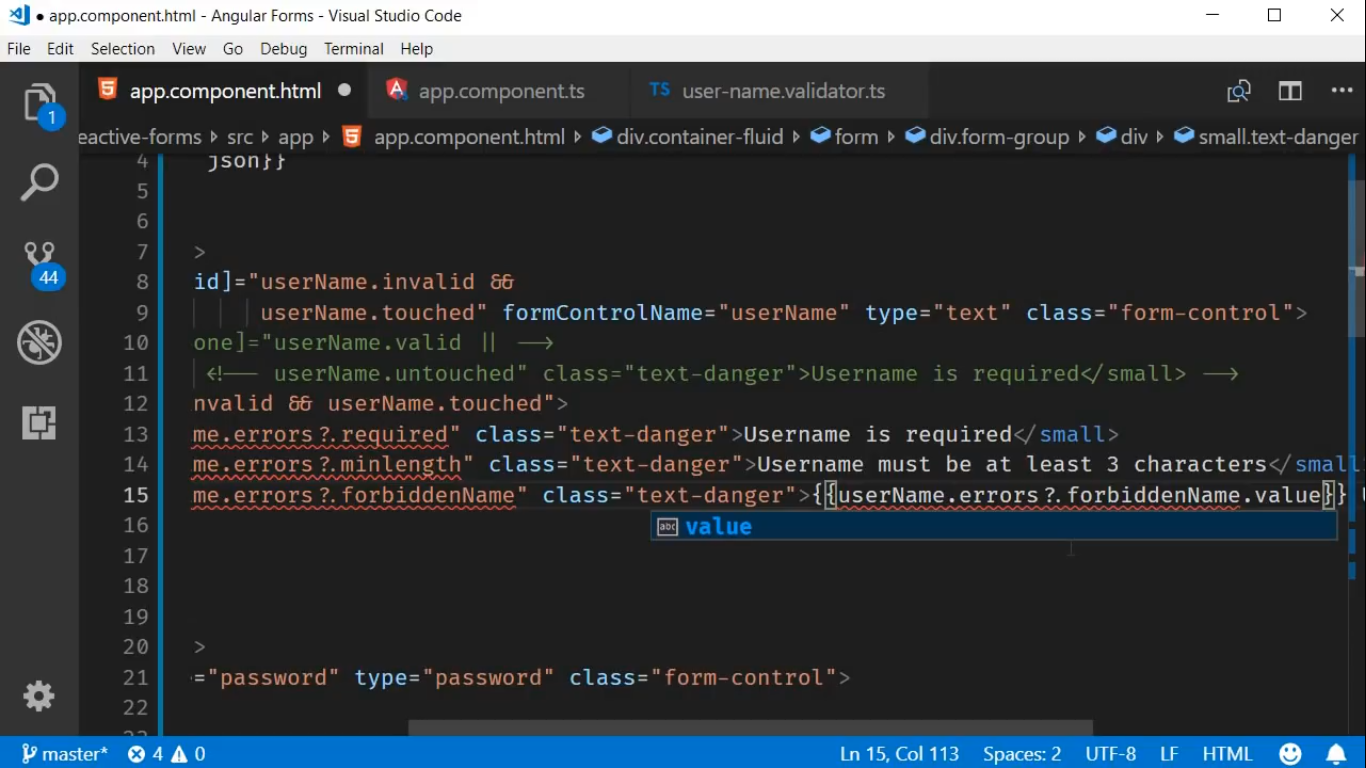 app.component.html - Angular Forms - Visual Studio Code
File Edit Selection View Go Debug Terminal Help
app.component.html app.component.ts TS user-name.validator.ts
eactive-forms src app app.component.html div.container-fluid form div.form-group div small.text-danger
4 json}}
5
6
7 >
8 id]="userName.invalid &&
9 userName.touched" formControlName="userName" type="text" class="form-control">
10 one]="userName.valid || -->
11 <!-- userName.untouched" class="text-danger">Username is required</small> -->
12 nvalid && userName.touched">
13 me.errors?.required" class="text-danger">Username is required</small>
14 me.errors?.minlength" class="text-danger">Username must be at least 3 characters</small
15 me.errors?.forbiddenName" class="text-danger">{{userName.errors?.forbiddenName.value}}
abc value
16
17
18
19
20 >
21 ="password" type="password" class="form-control">
22
1
44
master* 4 0 Ln 15, Col 113 Spaces: 2 UTF-8 LF HTML